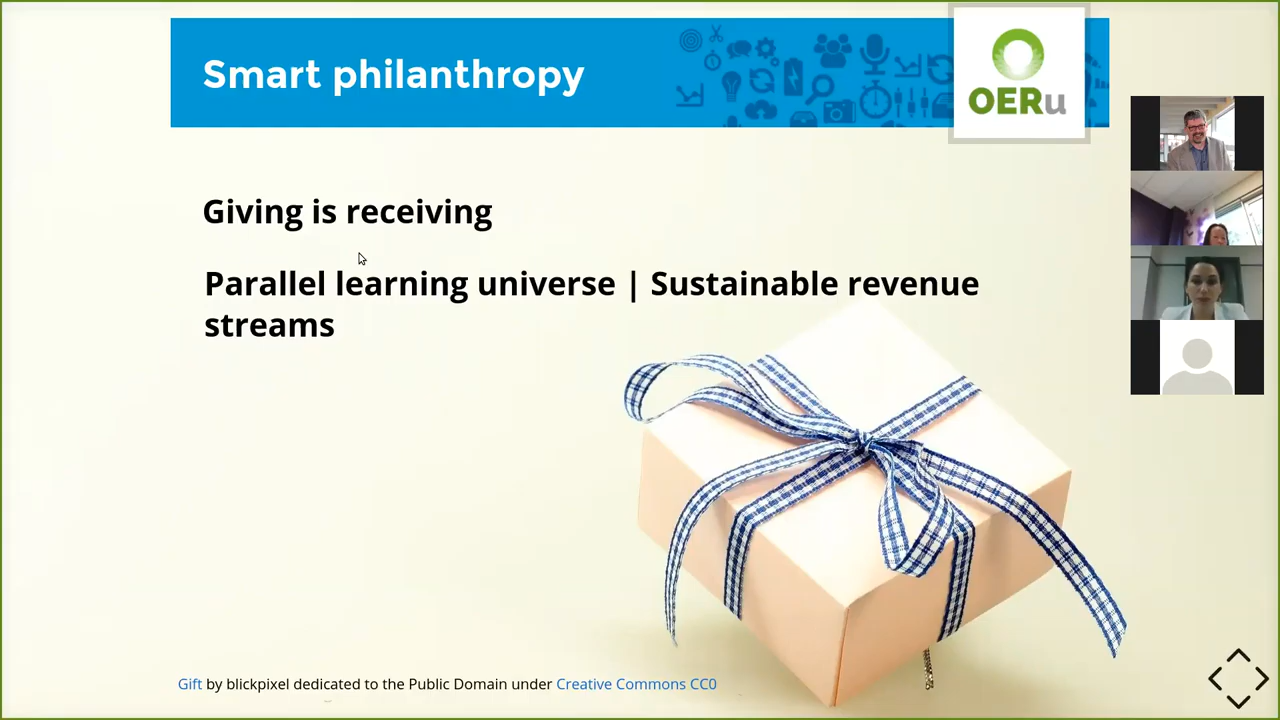 Smart philanthropy
OERu
Giving is receiving
Parallel learning universe | Sustainable revenue
streams
Gift by blickpixel dedicated to the Public Domain under Creative Commons CC0